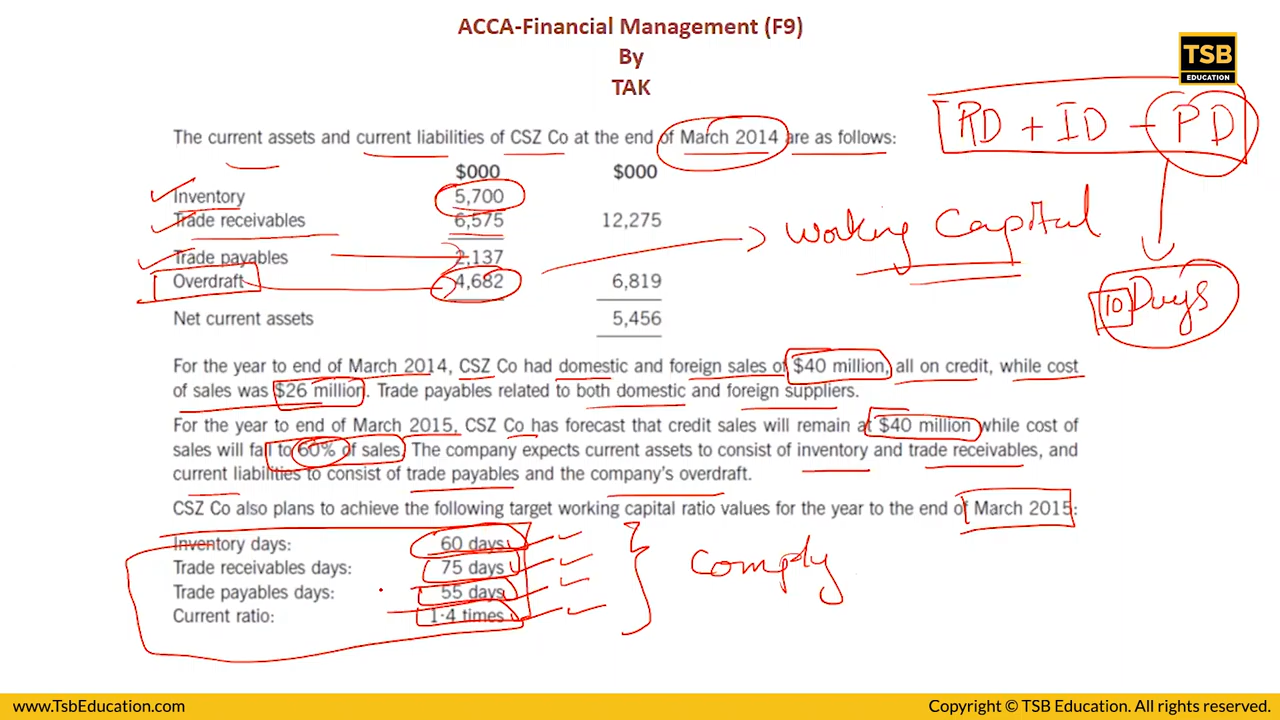 ACCA-Financial Management (F9)
By
TAK
TSB
EDUCATION
RD + ID - PD
The current assets and current liabilities of CSZ Co at the end of March 2014 are as follows:
$000 $000
Inventory 5,700
Trade receivables 6,575 12,275
Working Capital
Trade payables 2,137
Overdraft 4,682 6,819
10 Days
Net current assets 5,456
For the year to end of March 2014, CSZ Co had domestic and foreign sales of $40 million, all on credit, while cost
of sales was $26 million. Trade payables related to both domestic and foreign suppliers.
For the year to end of March 2015, CSZ Co has forecast that credit sales will remain at $40 million while cost of
sales will fall to 60% of sales. The company expects current assets to consist of inventory and trade receivables, and
current liabilities to consist of trade payables and the company's overdraft.
CSZ Co also plans to achieve the following target working capital ratio values for the year to the end of March 2015:
Inventory days: 60 days
Trade receivables days: 75 days
Trade payables days: 55 days
Current ratio: 1·4 times
comply
www.TsbEducation.com
Copyright © TSB Education. All rights reserved.